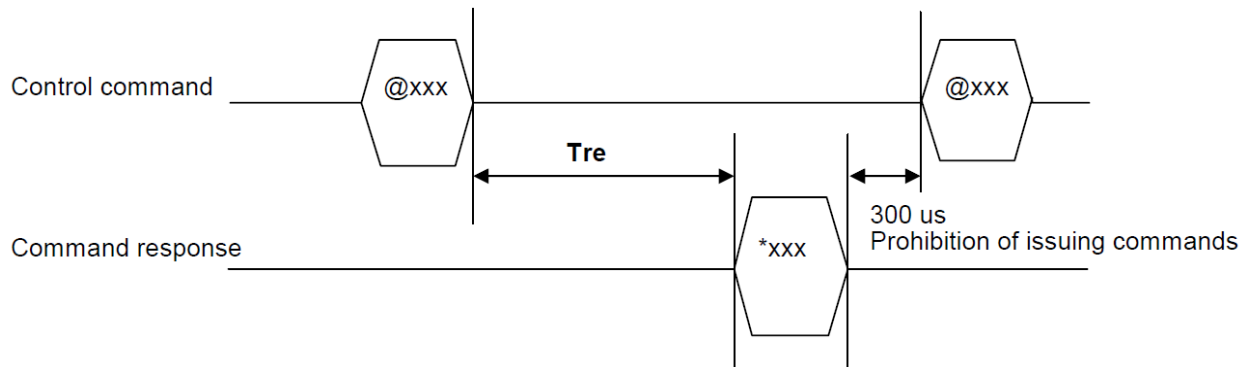 Control command
@xxx
@xxx
Tre
300 us
Prohibition of issuing commands
Command response
*xxx